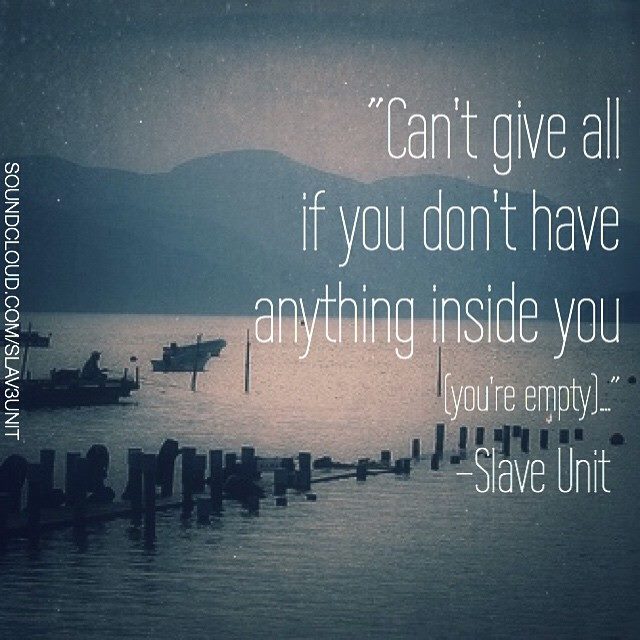 "Can't give all
if you don't have
anything inside you
(you're empty)..."
-Slave Unit
SOUNDCLOUD.COM/SLAV3UNIT